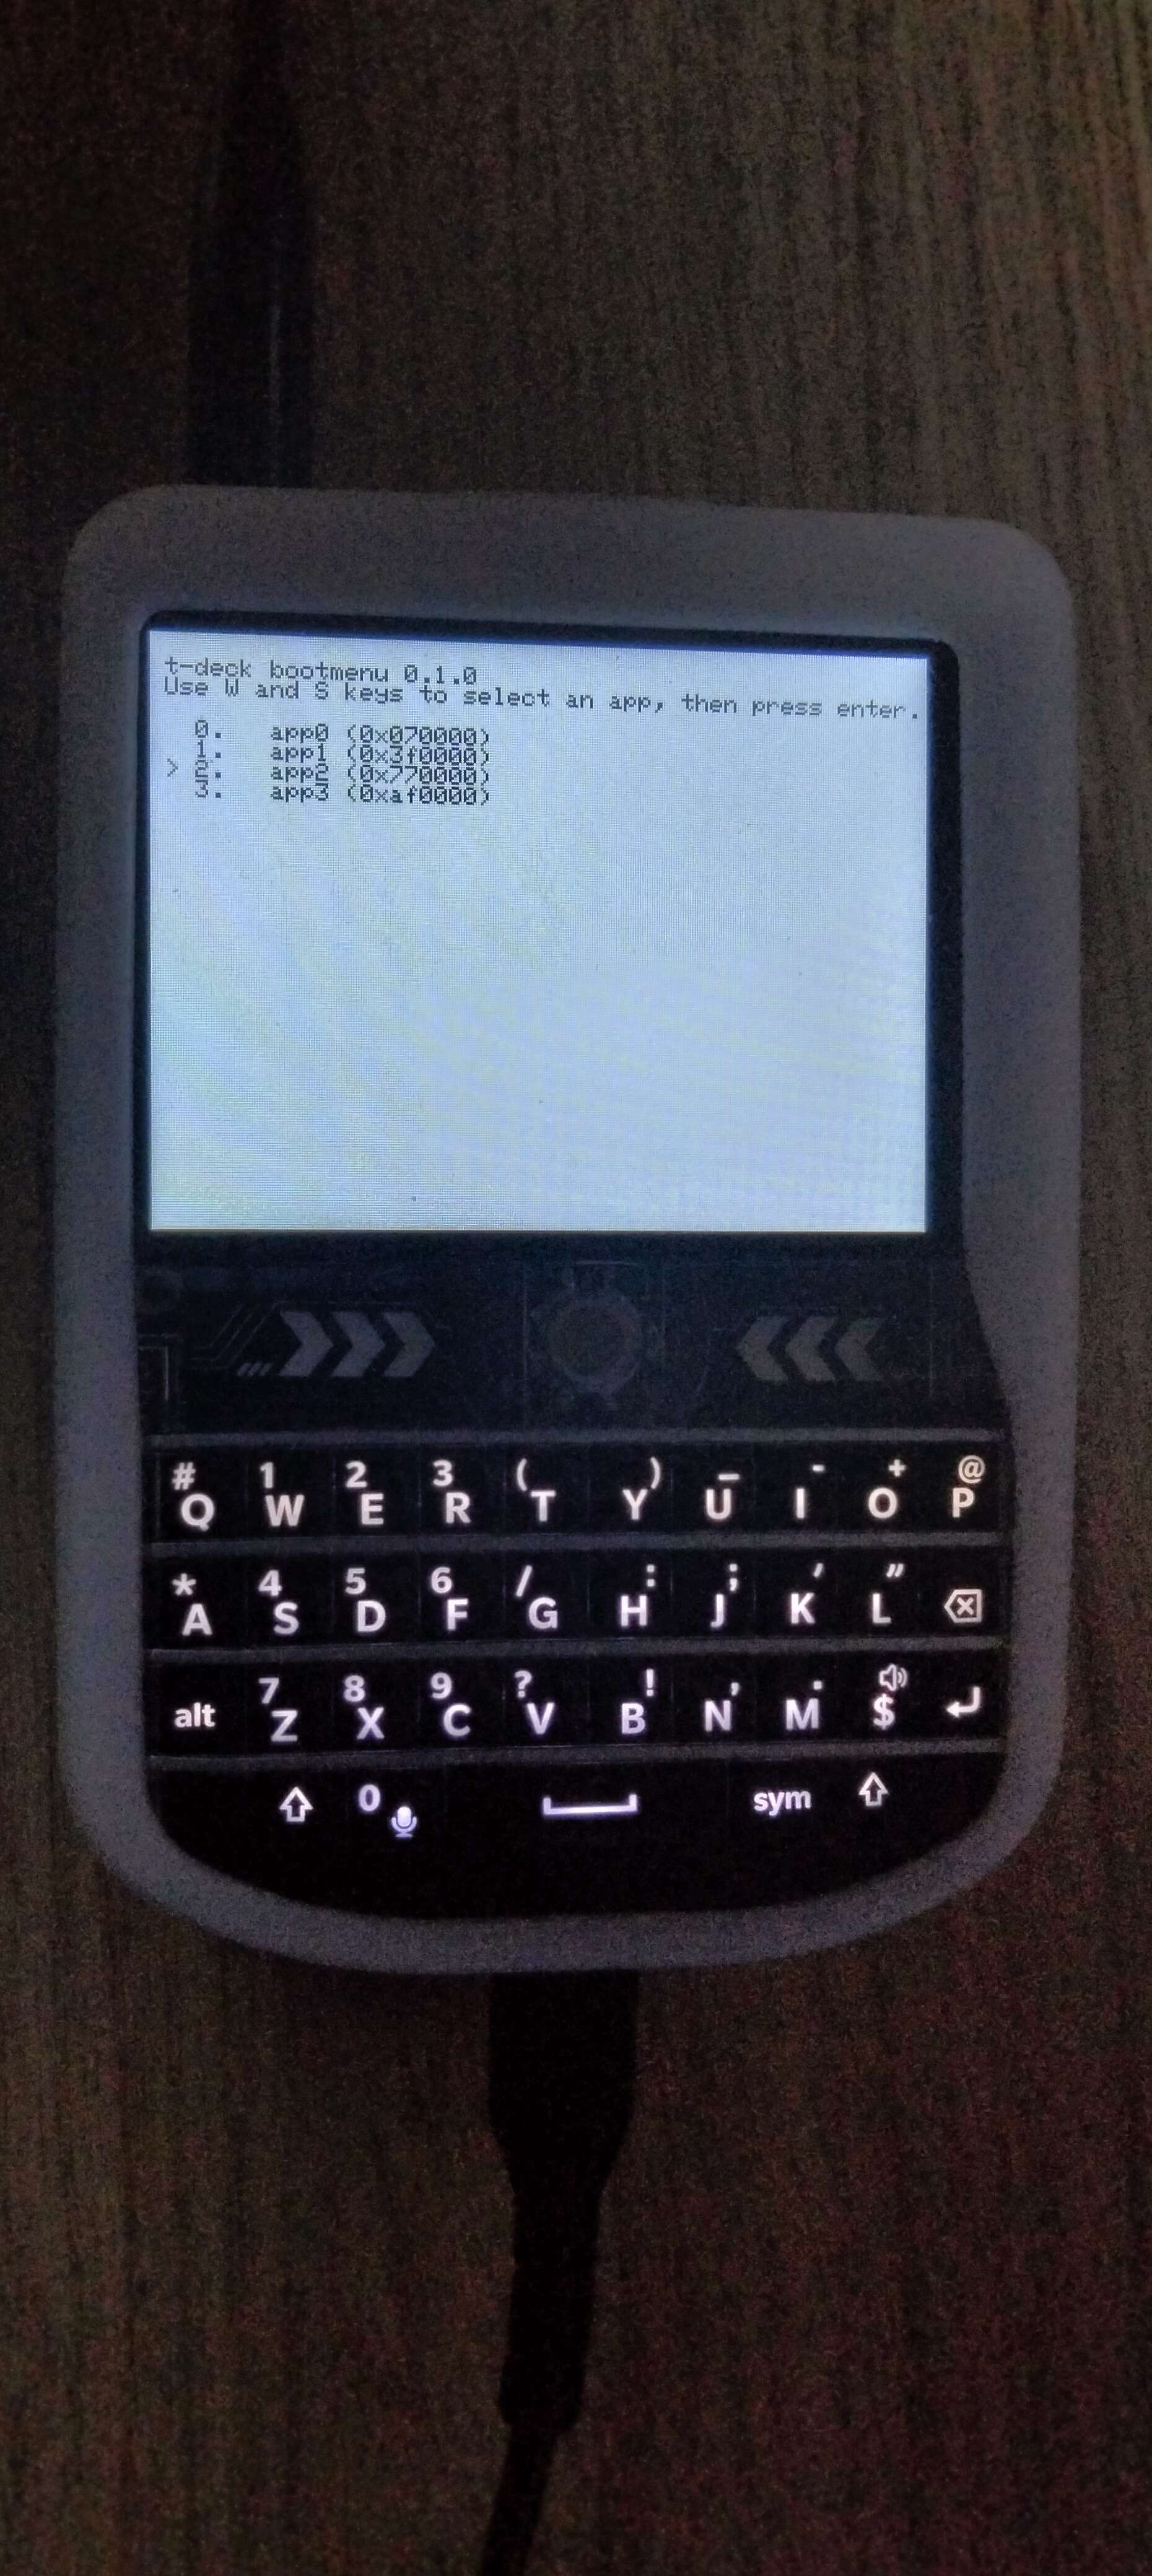 t-deck bootmenu 0.1.0
Use W and S keys to select an app, then press enter.
0. app0 (0x070000)
1. app1 (0x3f0000)
> 2. app2 (0x770000)
3. app3 (0xaf0000)
# 1 2 3 ( ) _ - + @
Q W E R T Y U I O P
* 4 5 6 / : ; ' "
A S D F G H J K L
7 8 9 ? ! , .
alt Z X C V B N M $
0 sym